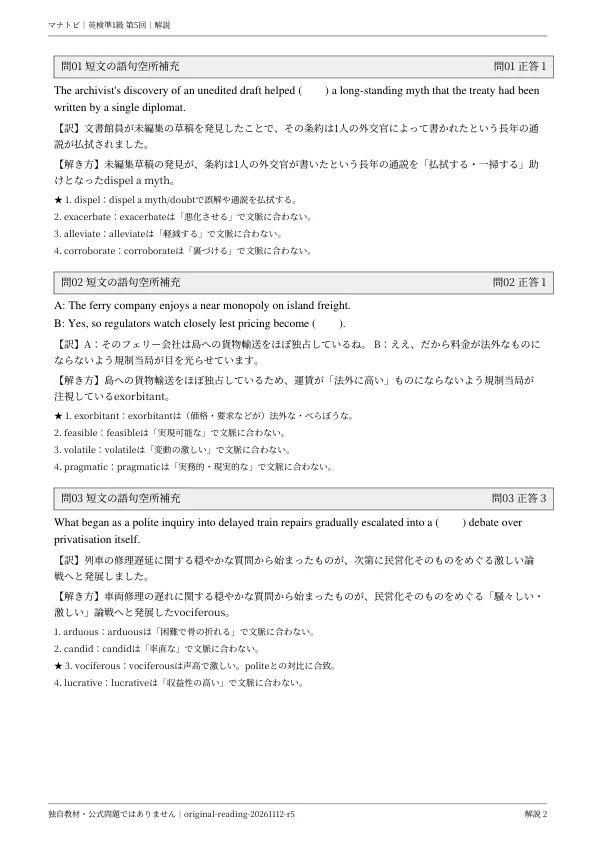 マナトビ｜英検準1級 第5回｜解説
問01 短文の語句空所補充 問01 正答 1
The archivist's discovery of an unedited draft helped (　　) a long-standing myth that the treaty had been
written by a single diplomat.
【訳】文書館員が未編集の草稿を発見したことで、その条約は1人の外交官によって書かれたという長年の通
説が払拭されました。
【解き方】未編集草稿の発見が、条約は1人の外交官が書いたという長年の通説を「払拭する・一掃する」助
けとなったdispel a myth。
★ 1. dispel：dispel a myth/doubtで誤解や通説を払拭する。
2. exacerbate：exacerbateは「悪化させる」で文脈に合わない。
3. alleviate：alleviateは「軽減する」で文脈に合わない。
4. corroborate：corroborateは「裏づける」で文脈に合わない。
問02 短文の語句空所補充 問02 正答 1
A: The ferry company enjoys a near monopoly on island freight.
B: Yes, so regulators watch closely lest pricing become (　　).
【訳】A：そのフェリー会社は島への貨物輸送をほぼ独占しているね。 B：ええ、だから料金が法外なものに
ならないよう規制当局が目を光らせています。
【解き方】島への貨物輸送をほぼ独占しているため、運賃が「法外に高い」ものにならないよう規制当局が
注視しているexorbitant。
★ 1. exorbitant：exorbitantは（価格・要求などが）法外な・べらぼうな。
2. feasible：feasibleは「実現可能な」で文脈に合わない。
3. volatile：volatileは「変動の激しい」で文脈に合わない。
4. pragmatic：pragmaticは「実務的・現実的な」で文脈に合わない。
問03 短文の語句空所補充 問03 正答 3
What began as a polite inquiry into delayed train repairs gradually escalated into a (　　) debate over
privatisation itself.
【訳】列車の修理遅延に関する穏やかな質問から始まったものが、次第に民営化そのものをめぐる激しい論
戦へと発展しました。
【解き方】車両修理の遅れに関する穏やかな質問から始まったものが、民営化そのものをめぐる「騒々しい・
激しい」論戦へと発展したvociferous。
1. arduous：arduousは「困難で骨の折れる」で文脈に合わない。
2. candid：candidは「率直な」で文脈に合わない。
★ 3. vociferous：vociferousは声高で激しい。politeとの対比に合致。
4. lucrative：lucrativeは「収益性の高い」で文脈に合わない。
独自教材・公式問題ではありません｜original-reading-20261112-r5 解説 2